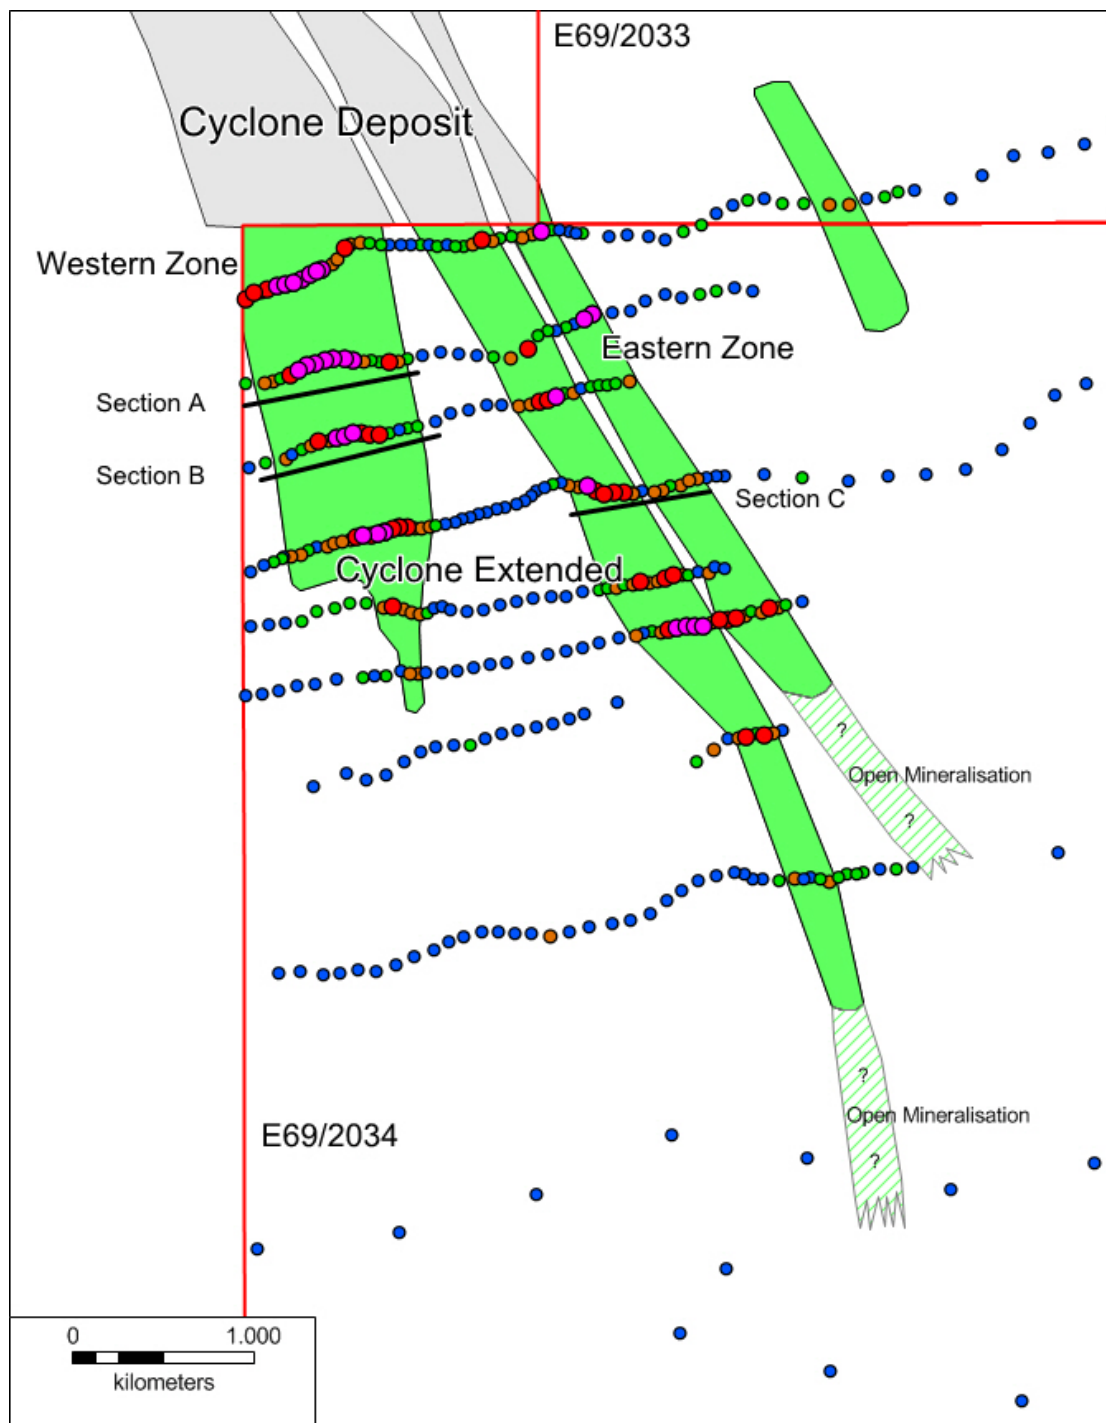 E69/2033
Cyclone Deposit
Western Zone
Eastern Zone
Section A
Section B
Section C
Cyclone Extended
?
Open Mineralisation
?
?
Open Mineralisation
E69/2034
?
0 1.000
kilometers